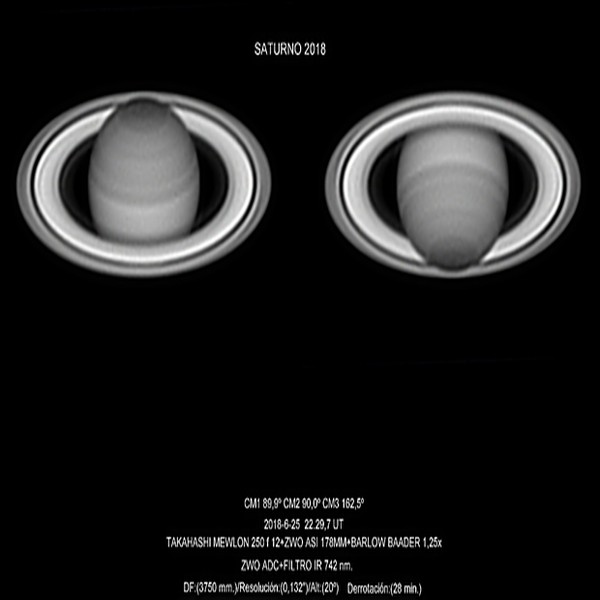 SATURNO 2018
CM1 89,9º CM2 90,0º CM3 162,5º
2018-6-25 22.29,7 UT
TAKAHASHI MEWLON 250 f 12+ZWO ASI 178MM+BARLOW BAADER 1,25x
ZWO ADC+FILTRO IR 742 nm.
DF:(3750 mm.)/Resolución:(0,132")/Alt:(20º) Derrotación:(28 min.)